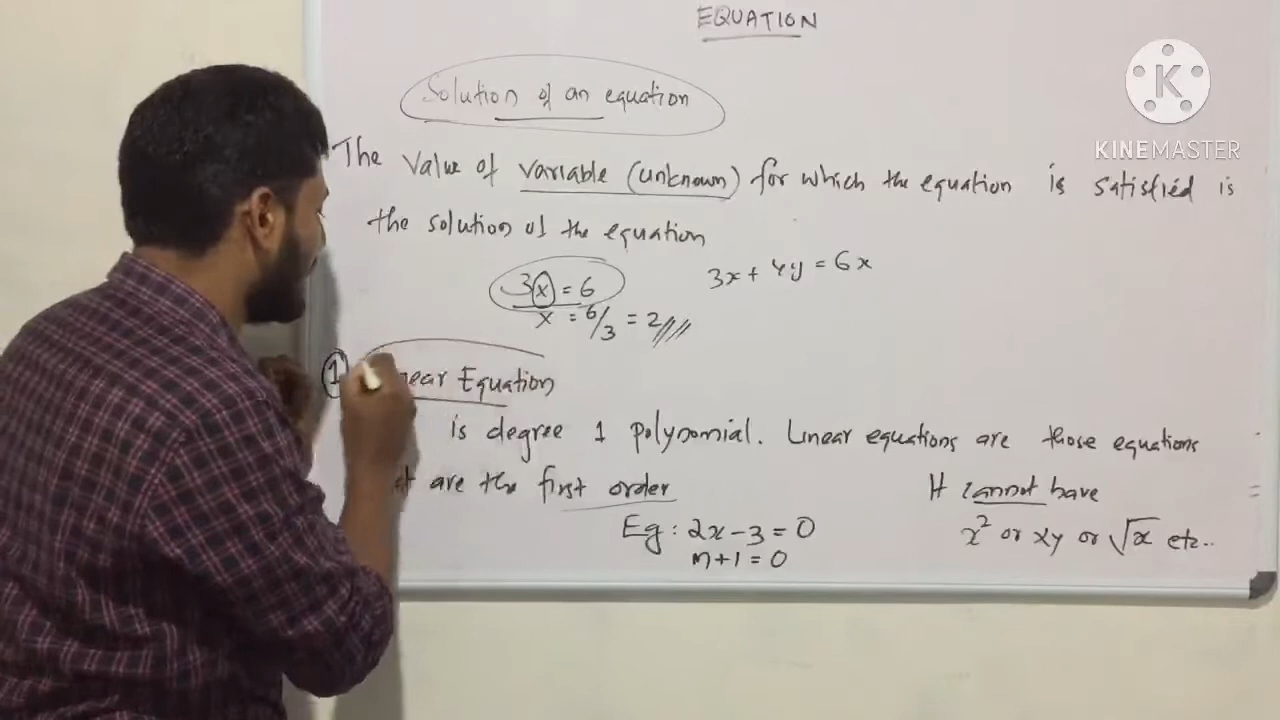 EQUATION
Solution of an equation
KINEMASTER
The value of variable (unknown) for which the equation is satisfied is
the solution of the equation
3x = 6
3x + 4y = 6x
x = 6/3 = 2
1 Equation
is degree 1 polynomial. Linear equations are those equations
are the first order
It cannot have
Eg: 2x - 3 = 0
x² or xy or √x etc..
n + 1 = 0